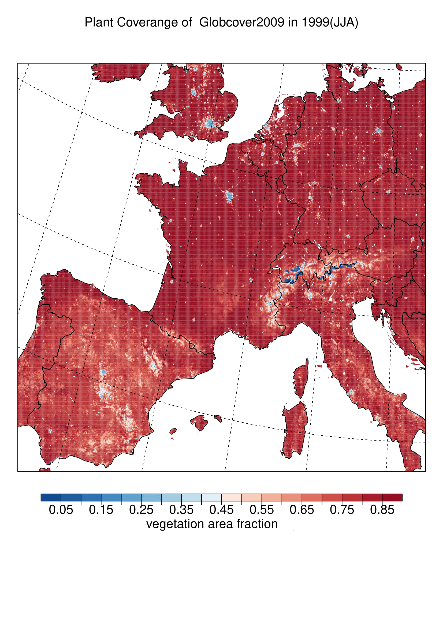 Plant Coverange of Globcover2009 in 1999(JJA)
0.05 0.15 0.25 0.35 0.45 0.55 0.65 0.75 0.85
vegetation area fraction